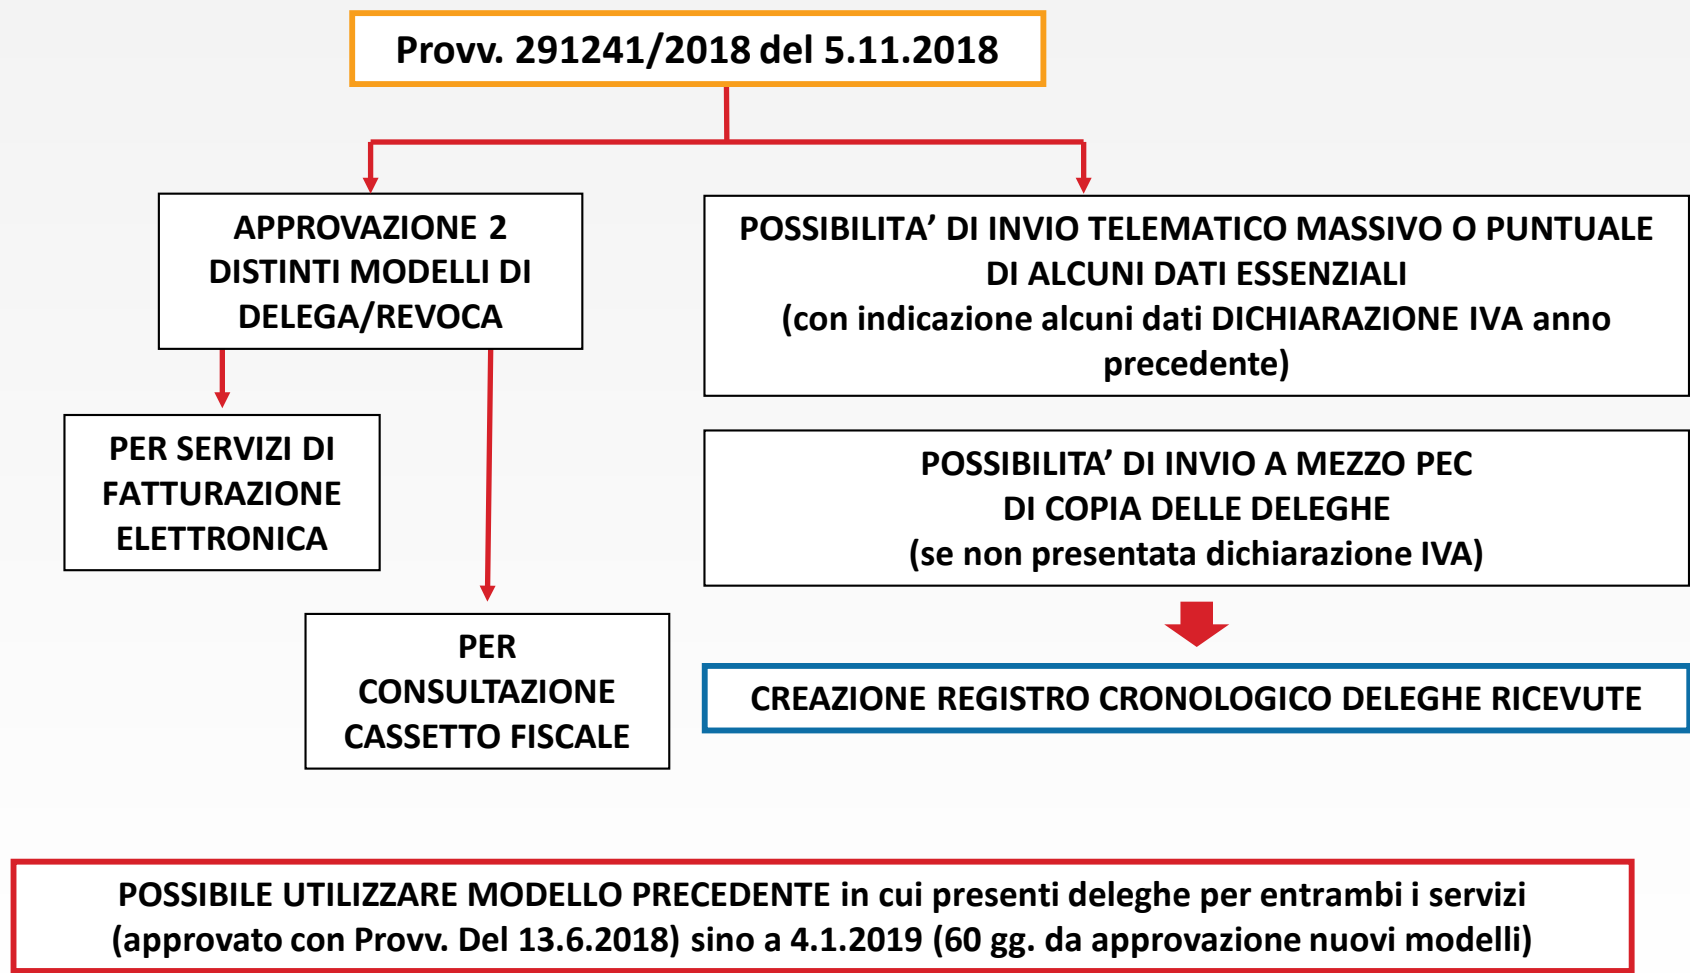 Provv. 291241/2018 del 5.11.2018
APPROVAZIONE 2
DISTINTI MODELLI DI
DELEGA/REVOCA
POSSIBILITA’ DI INVIO TELEMATICO MASSIVO O PUNTUALE
DI ALCUNI DATI ESSENZIALI
(con indicazione alcuni dati DICHIARAZIONE IVA anno
precedente)
PER SERVIZI DI
FATTURAZIONE
ELETTRONICA
POSSIBILITA’ DI INVIO A MEZZO PEC
DI COPIA DELLE DELEGHE
(se non presentata dichiarazione IVA)
PER
CONSULTAZIONE
CASSETTO FISCALE
CREAZIONE REGISTRO CRONOLOGICO DELEGHE RICEVUTE
POSSIBILE UTILIZZARE MODELLO PRECEDENTE in cui presenti deleghe per entrambi i servizi
(approvato con Provv. Del 13.6.2018) sino a 4.1.2019 (60 gg. da approvazione nuovi modelli)